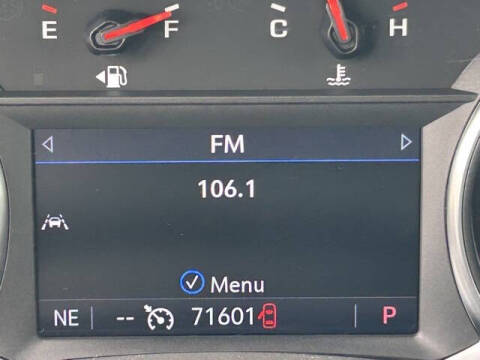 E F C H
FM
106.1
Menu
NE -- 71601 P